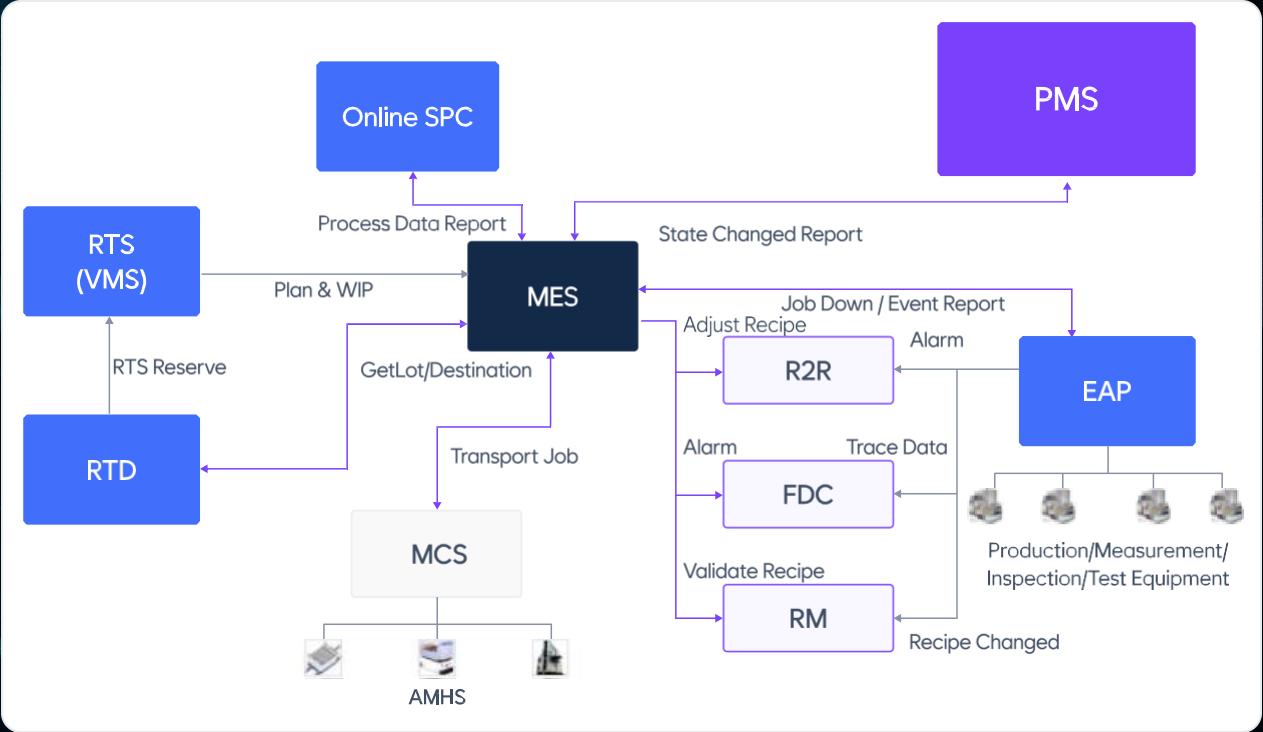 PMS
Online SPC
Process Data Report
State Changed Report
RTS
(VMS)
Plan & WIP
MES
Job Down / Event Report
Adjust Recipe
Alarm
RTS Reserve
GetLot/Destination
R2R
EAP
RTD
Transport Job
Alarm
Trace Data
FDC
MCS
Production/Measurement/
Inspection/Test Equipment
Validate Recipe
RM
Recipe Changed
AMHS